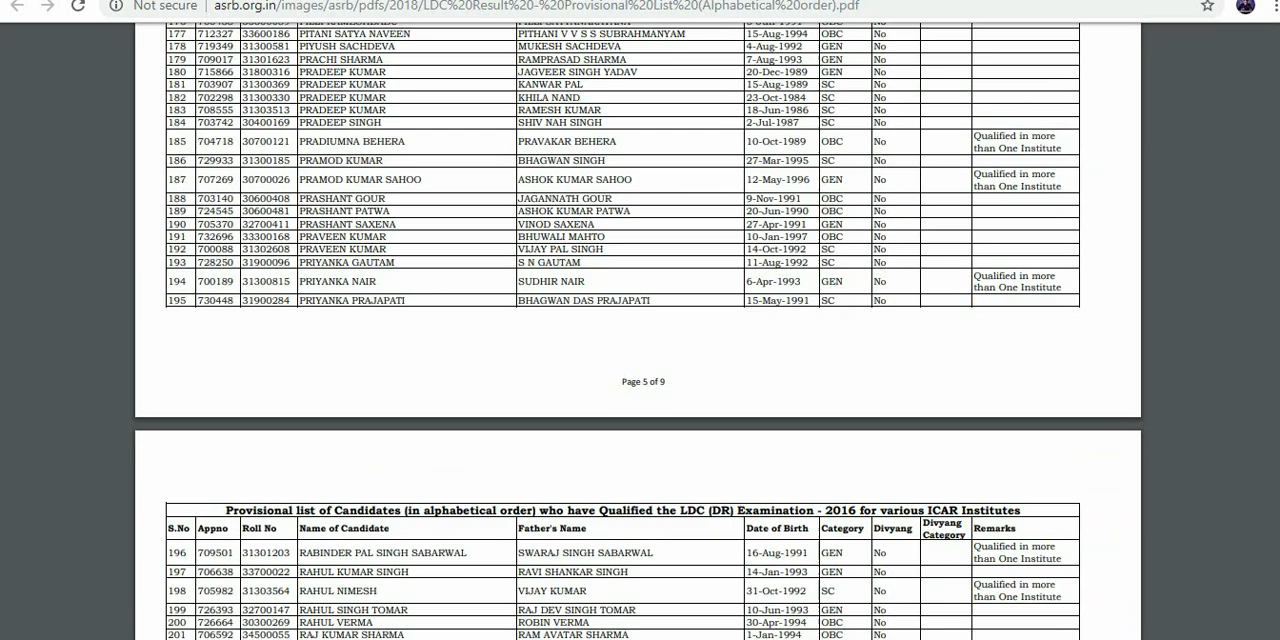 Not secure | asrb.org.in/images/asrb/pdfs/2018/LDC%20Result%20-%20Provisional%20List(Alphabetical%20order).pdf
177 712327 33600186 PITANI SATYA NAVEEN PITHANI V V S S SUBRAHMANYAM 15-Aug-1994 OBC No
178 719349 31300581 PIYUSH SACHDEVA MUKESH SACHDEVA 4-Aug-1992 GEN No
179 709017 31301623 PRACHI SHARMA RAMPRASAD SHARMA 7-Aug-1993 GEN No
180 715866 31800316 PRADEEP KUMAR JAGVEER SINGH YADAV 20-Dec-1989 GEN No
181 703907 31300369 PRADEEP KUMAR KANWAR PAL 15-Aug-1989 SC No
182 702298 31300330 PRADEEP KUMAR KHILA NAND 23-Oct-1984 SC No
183 708555 31303513 PRADEEP KUMAR RAMESH KUMAR 18-Jun-1986 SC No
184 703742 30400169 PRADEEP SINGH SHIV NAH SINGH 2-Jul-1987 SC No
185 704718 30700121 PRADIUMNA BEHERA PRAVAKAR BEHERA 10-Oct-1989 OBC No Qualified in more
than One Institute
186 729933 31300185 PRAMOD KUMAR BHAGWAN SINGH 27-Mar-1995 SC No
187 707269 30700026 PRAMOD KUMAR SAHOO ASHOK KUMAR SAHOO 12-May-1996 GEN No Qualified in more
than One Institute
188 703140 30600408 PRASHANT GOUR JAGANNATH GOUR 9-Nov-1991 OBC No
189 724545 30600481 PRASHANT PATWA ASHOK KUMAR PATWA 20-Jun-1990 OBC No
190 705370 32700411 PRASHANT SAXENA VINOD SAXENA 27-Apr-1991 GEN No
191 732696 33300168 PRAVEEN KUMAR BHUWALI MAHTO 10-Jan-1997 OBC No
192 700088 31302608 PRAVEEN KUMAR VIJAY PAL SINGH 14-Oct-1992 SC No
193 728250 31900096 PRIYANKA GAUTAM S N GAUTAM 11-Aug-1992 SC No
194 700189 31300815 PRIYANKA NAIR SUDHIR NAIR 6-Apr-1993 GEN No Qualified in more
than One Institute
195 730448 31900284 PRIYANKA PRAJAPATI BHAGWAN DAS PRAJAPATI 15-May-1991 SC No
Page 5 of 9
Provisional list of Candidates (in alphabetical order) who have Qualified the LDC (DR) Examination - 2016 for various ICAR Institutes
S.No Appno Roll No Name of Candidate Father's Name Date of Birth Category Divyang Divyang Category Remarks
196 709501 31301203 RABINDER PAL SINGH SABARWAL SWARAJ SINGH SABARWAL 16-Aug-1991 GEN No Qualified in more
than One Institute
197 706638 33700022 RAHUL KUMAR SINGH RAVI SHANKAR SINGH 14-Jan-1993 GEN No
198 705982 31303564 RAHUL NIMESH VIJAY KUMAR 31-Oct-1992 SC No Qualified in more
than One Institute
199 726393 32700147 RAHUL SINGH TOMAR RAJ DEV SINGH TOMAR 10-Jun-1993 GEN No
200 726664 30300269 RAHUL VERMA ROBIN VERMA 30-Apr-1994 OBC No
201 706592 34500055 RAJ KUMAR SHARMA RAM AVATAR SHARMA 1-Jan-1994 OBC No